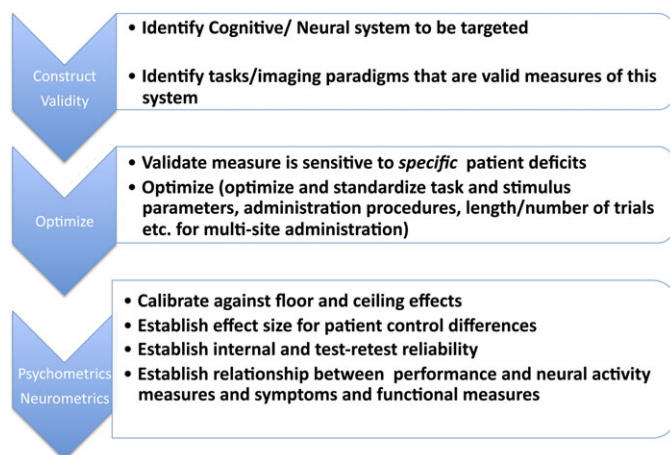 Construct
Validity
• Identify Cognitive/ Neural system to be targeted
• Identify tasks/imaging paradigms that are valid measures of this
system
Optimize
• Validate measure is sensitive to specific patient deficits
• Optimize (optimize and standardize task and stimulus
parameters, administration procedures, length/number of trials
etc. for multi-site administration)
Psychometrics
Neurometrics
• Calibrate against floor and ceiling effects
• Establish effect size for patient control differences
• Establish internal and test-retest reliability
• Establish relationship between performance and neural activity
measures and symptoms and functional measures